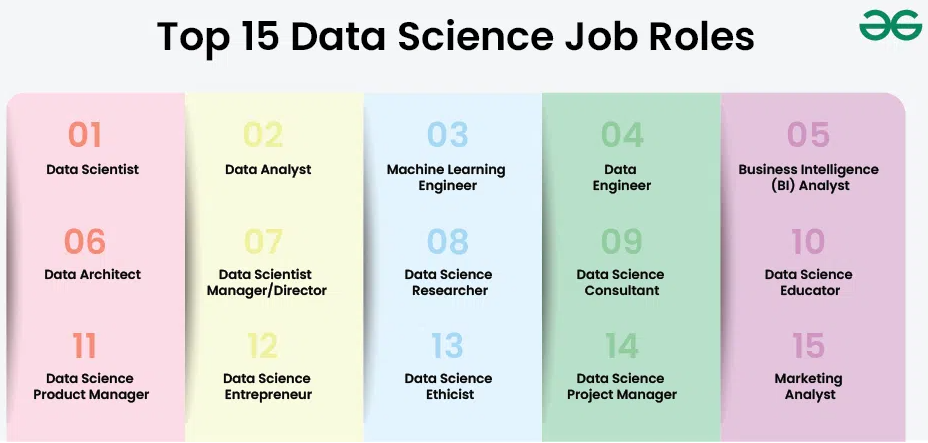 Top 15 Data Science Job Roles
01
Data Scientist
02
Data Analyst
03
Machine Learning
Engineer
04
Data
Engineer
05
Business Intelligence
(BI) Analyst
06
Data Architect
07
Data Scientist
Manager/Director
08
Data Science
Researcher
09
Data Science
Consultant
10
Data Science
Educator
11
Data Science
Product Manager
12
Data Science
Entrepreneur
13
Data Science
Ethicist
14
Data Science
Project Manager
15
Marketing
Analyst